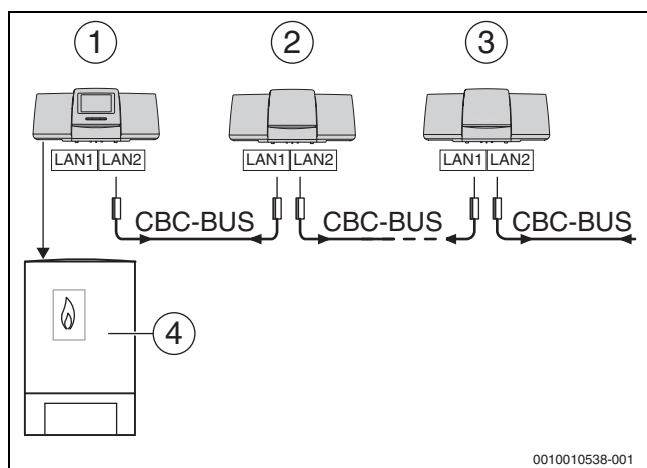 1 2 3
LAN1 LAN2 LAN1 LAN2 LAN1 LAN2
CBC-BUS CBC-BUS CBC-BUS
4
0010010538-001